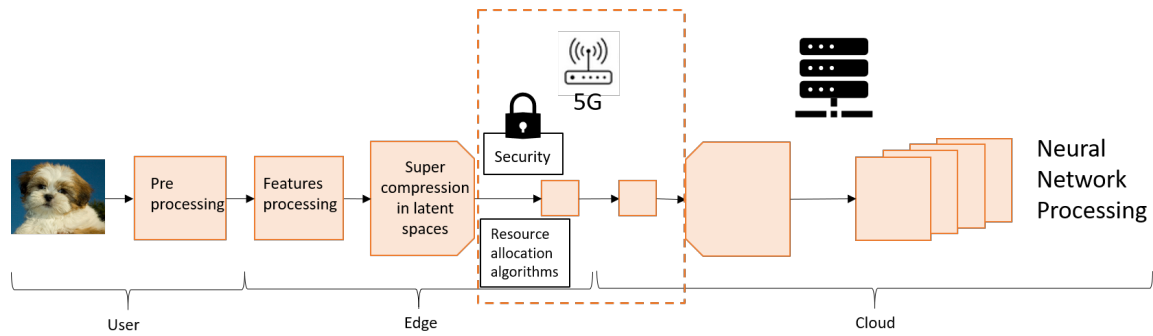 5G
Security
Pre
processing
Features
processing
Super
compression
in latent
spaces
Resource
allocation
algorithms
Neural
Network
Processing
User
Edge
Cloud